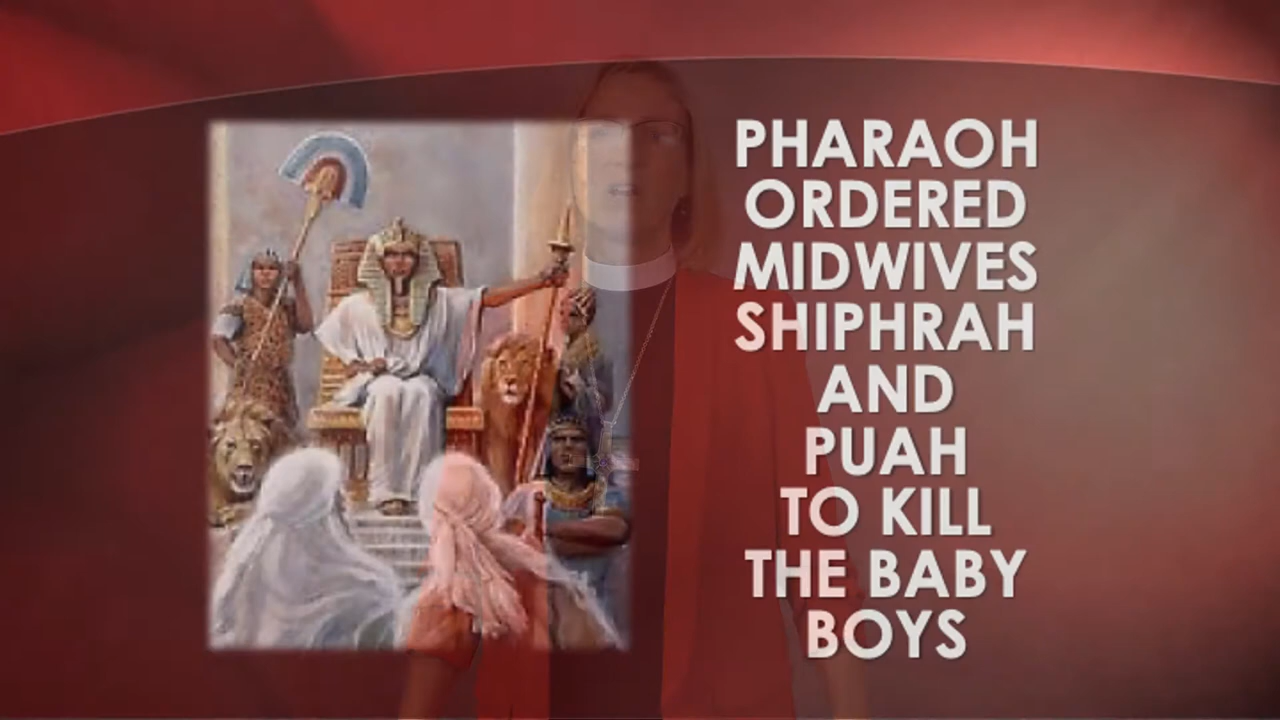 PHARAOH
ORDERED
MIDWIVES
SHIPHRAH
AND
PUAH
TO KILL
THE BABY
BOYS